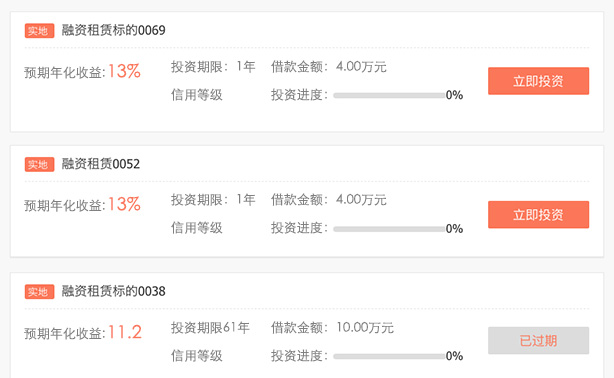 实地 融资租赁标的0069
预期年化收益:13% 投资期限：1年 借款金额：4.00万元 立即投资
信用等级 投资进度：0%
实地 融资租赁0052
预期年化收益:13% 投资期限：1年 借款金额：4.00万元 立即投资
信用等级 投资进度：0%
实地 融资租赁标的0038
预期年化收益:11.2 投资期限61年 借款金额：10.00万元 已过期
信用等级 投资进度：0%